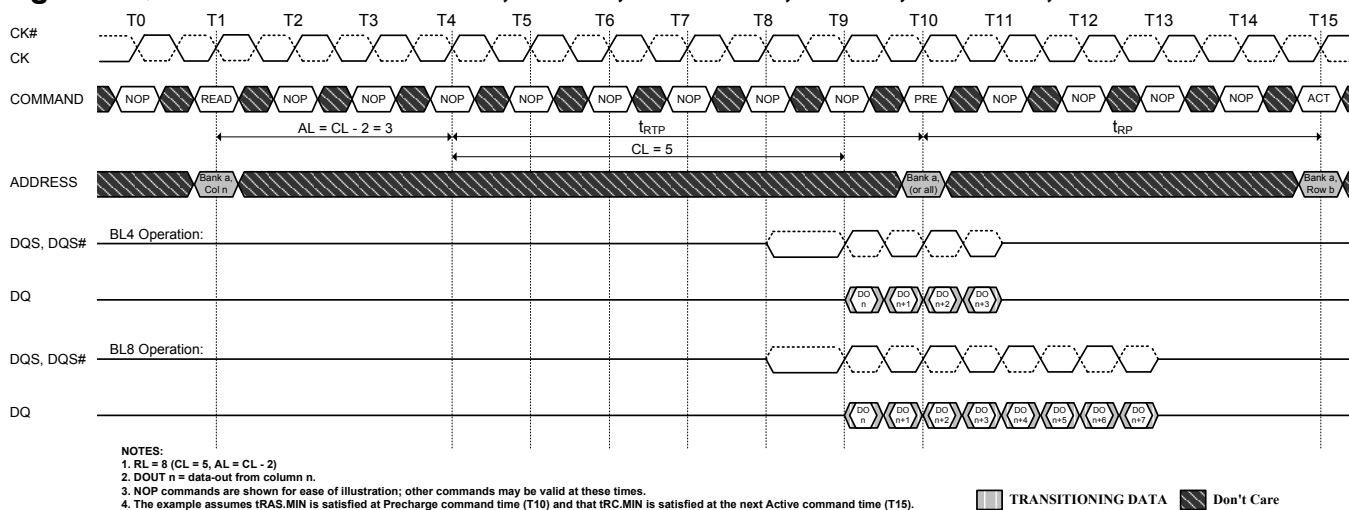 T0 T1 T2 T3 T4 T5 T6 T7 T8 T9 T10 T11 T12 T13 T14 T15
CK#
CK
COMMAND NOP READ NOP NOP NOP NOP NOP NOP NOP NOP PRE NOP NOP NOP NOP ACT
AL = CL - 2 = 3 tRTP tRP
CL = 5
ADDRESS
Bank a, Bank a, Bank a,
Col n (or all) Row b
BL4 Operation:
DQS, DQS#
DQ
DO DO DO DO
n n+1 n+2 n+3
BL8 Operation:
DQS, DQS#
DQ
DO DO DO DO DO DO DO DO
n n+1 n+2 n+3 n+4 n+5 n+6 n+7
NOTES:
1. RL = 8 (CL = 5, AL = CL - 2)
2. DOUT n = data-out from column n.
3. NOP commands are shown for ease of illustration; other commands may be valid at these times.
4. The example assumes tRAS.MIN is satisfied at Precharge command time (T10) and that tRC.MIN is satisfied at the next Active command time (T15).
TRANSITIONING DATA Don't Care